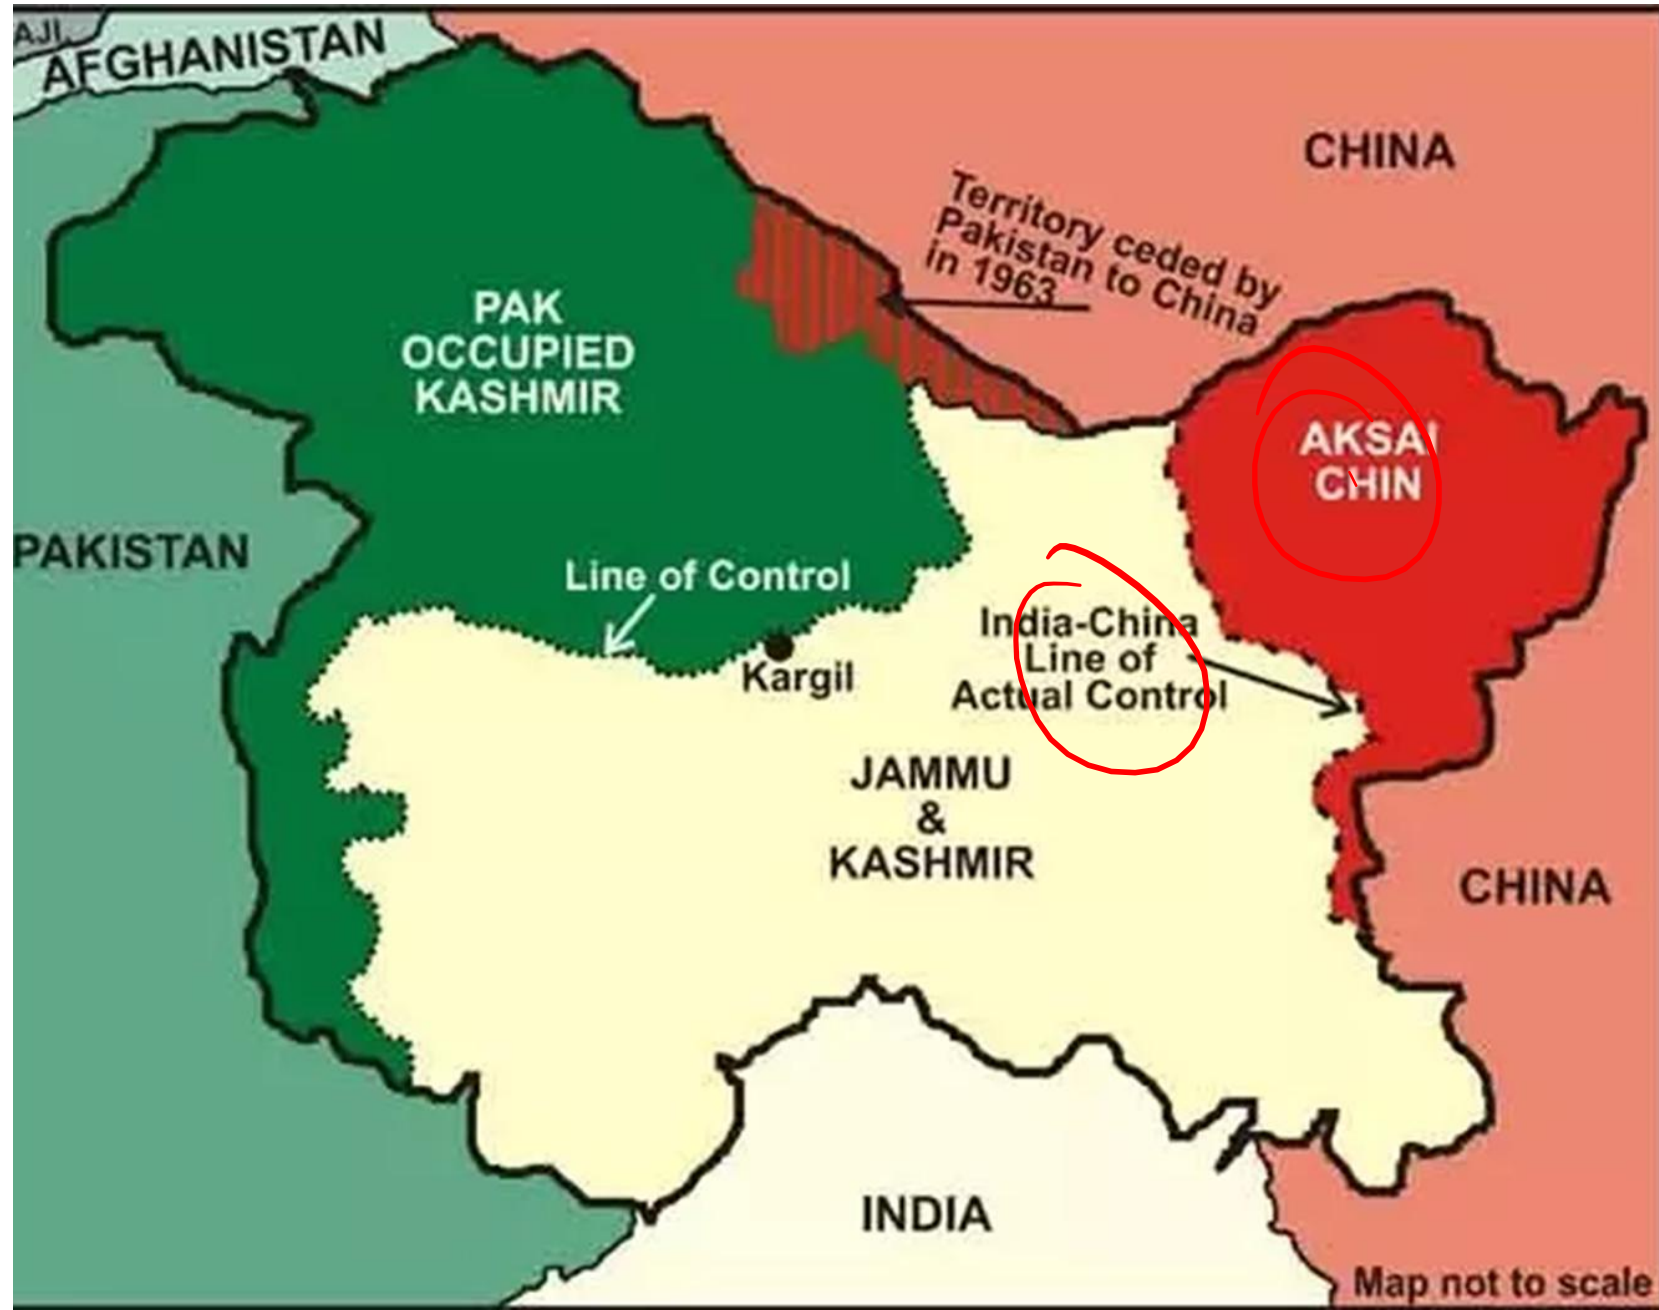 AJI
AFGHANISTAN
CHINA
Territory ceded by
Pakistan to China
in 1963
PAK
OCCUPIED
KASHMIR
AKSAI
CHIN
PAKISTAN
Line of Control
India-China
Line of
Actual Control
Kargil
JAMMU
&
KASHMIR
CHINA
INDIA
Map not to scale